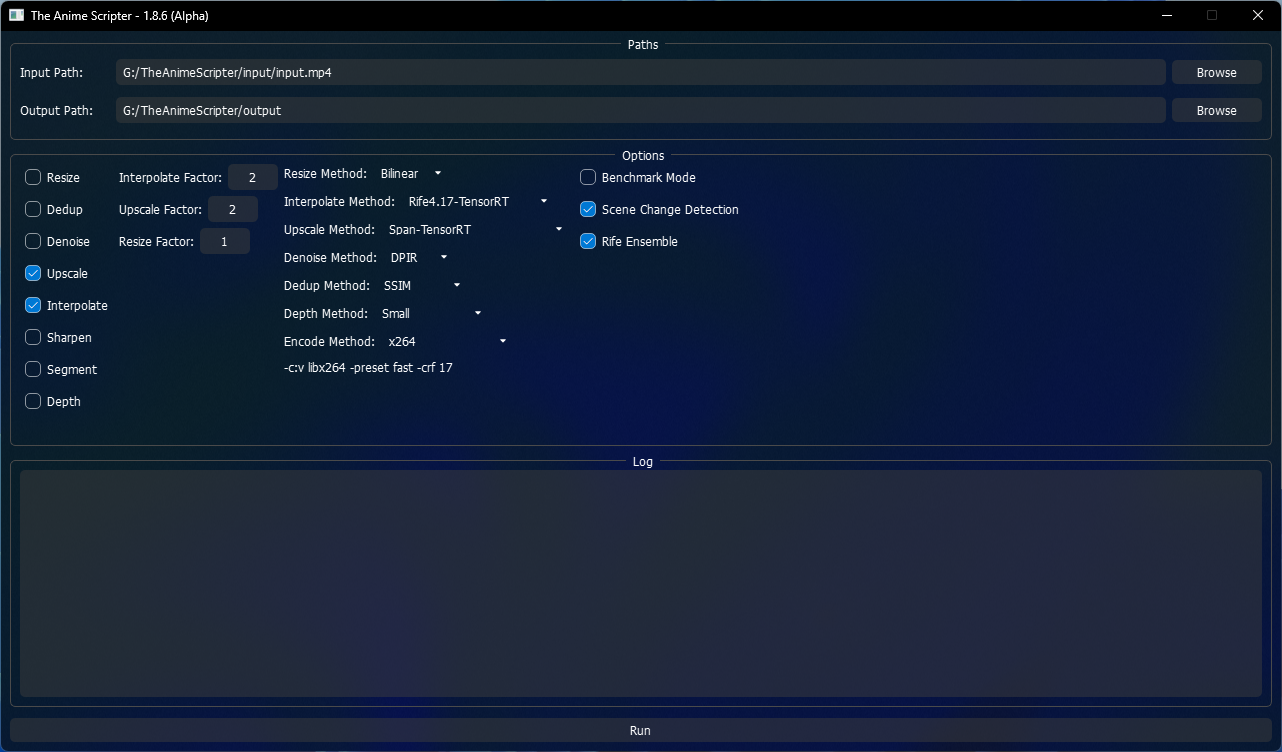 The Anime Scripter - 1.8.6 (Alpha)
Paths
Input Path: G:/TheAnimeScripter/input/input.mp4 Browse
Output Path: G:/TheAnimeScripter/output Browse
Options
Resize Interpolate Factor: 2 Resize Method: Bilinear Benchmark Mode
Interpolate Method: Rife4.17-TensorRT
Dedup Upscale Factor: 2 Scene Change Detection
Upscale Method: Span-TensorRT
Denoise Resize Factor: 1 Rife Ensemble
Denoise Method: DPIR
Upscale
Dedup Method: SSIM
Interpolate
Depth Method: Small
Sharpen
Encode Method: x264
Segment
-c:v libx264 -preset fast -crf 17
Depth
Log
Run